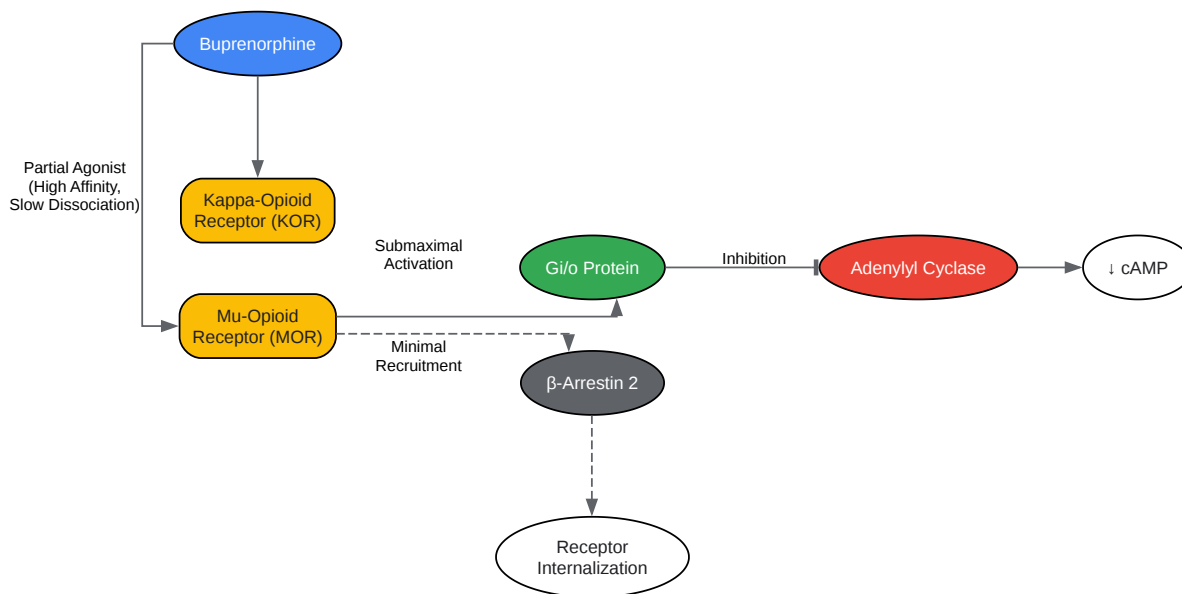 Buprenorphine
Partial Agonist
(High Affinity,
Slow Dissociation)
Kappa-Opioid
Receptor (KOR)
Mu-Opioid
Receptor (MOR)
Submaximal
Activation
Minimal
Recruitment
Gi/o Protein
Inhibition
Adenylyl Cyclase
↓ cAMP
β-Arrestin 2
Receptor
Internalization